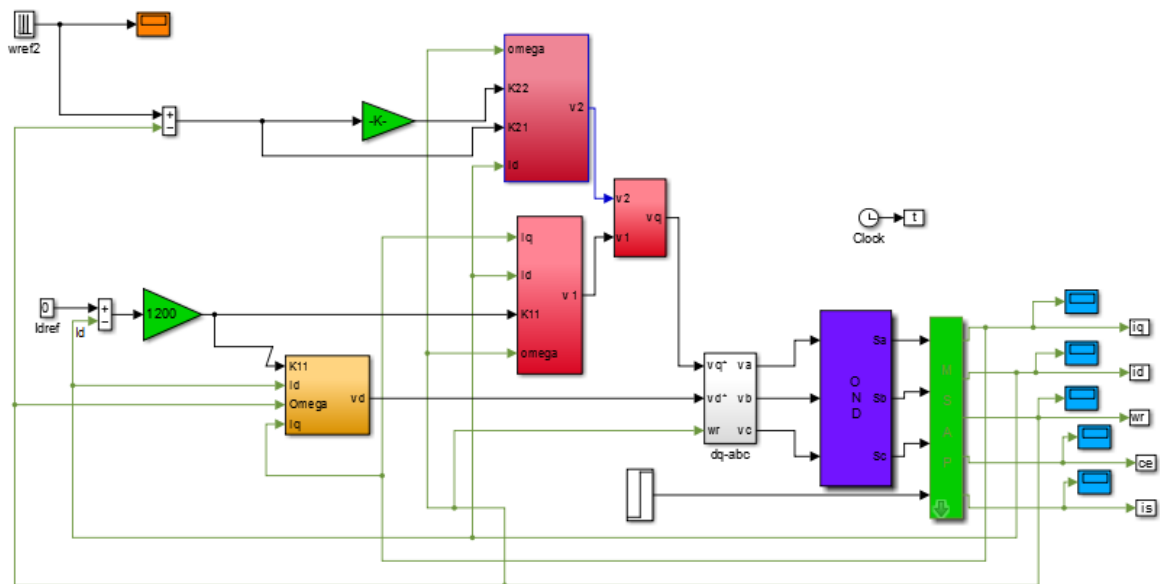 wref2
+
−
-K-
omega
K22
K21
Id
v2
v2
v1
vq
Iq
Id
K11
omega
v1
Clock
t
0
Idref
+
−
Id
1200
K11
Id
Omega
Iq
vd
vq*
vd*
wr
va
vb
vc
dq-abc
O
N
D
Sa
Sb
Sc
M
S
A
P
iq
id
wr
ce
is